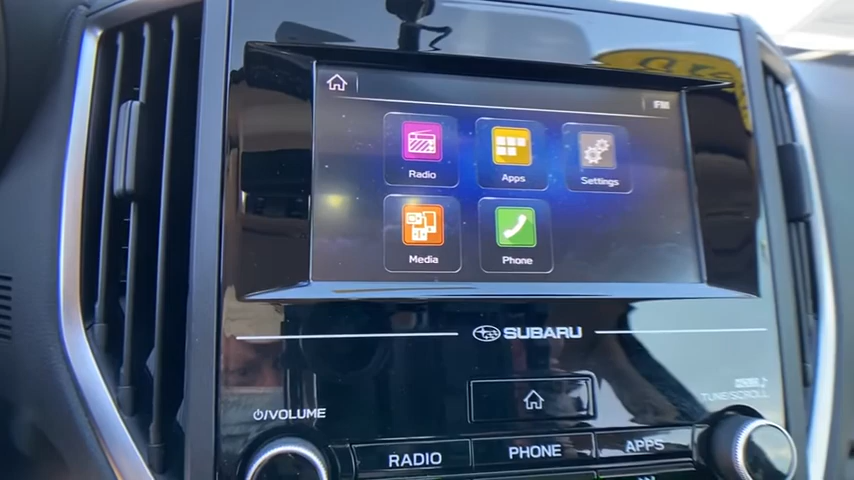 FM
Radio
Apps
Settings
Media
Phone
SUBARU
VOLUME
TUNE/SCROLL
RADIO
PHONE
APPS